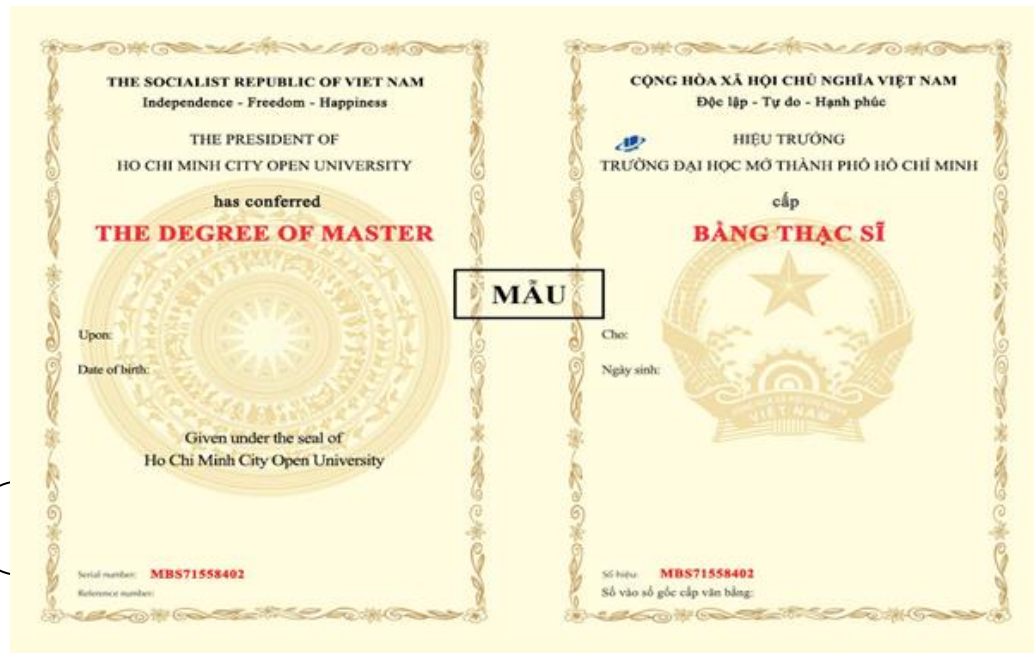 THE SOCIALIST REPUBLIC OF VIET NAM
Independence - Freedom - Happiness
THE PRESIDENT OF
HO CHI MINH CITY OPEN UNIVERSITY
has conferred
THE DEGREE OF MASTER
Upon:
Date of birth:
Given under the seal of
Ho Chi Minh City Open University
Serial number: MBS71558402
Reference number:
MẪU
CỘNG HÒA XÃ HỘI CHỦ NGHĨA VIỆT NAM
Độc lập - Tự do - Hạnh phúc
HIỆU TRƯỞNG
TRƯỜNG ĐẠI HỌC MỞ THÀNH PHỐ HỒ CHÍ MINH
cấp
BẰNG THẠC SĨ
Cho:
Ngày sinh:
VIỆT NAM
Số hiệu: MBS71558402
Số vào sổ gốc cấp văn bằng: